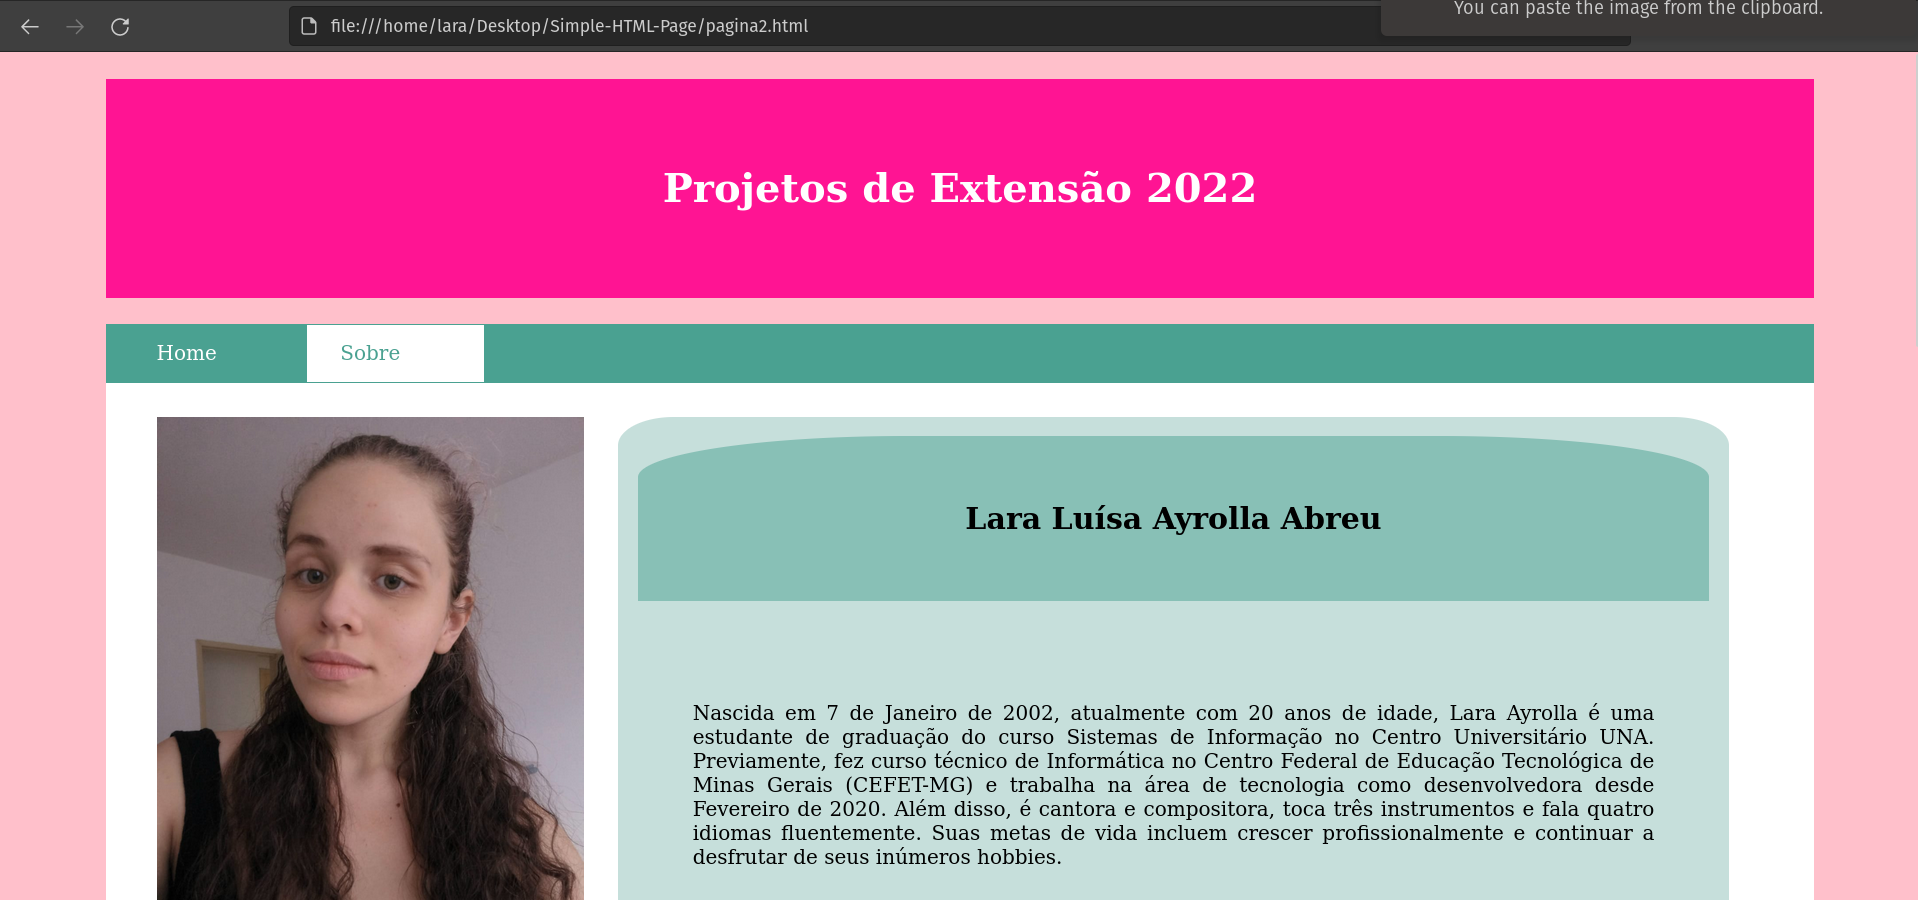 You can paste the image from the clipboard.
file:///home/lara/Desktop/Simple-HTML-Page/pagina2.html
Projetos de Extensão 2022
Home
Sobre
Lara Luísa Ayrolla Abreu
Nascida em 7 de Janeiro de 2002, atualmente com 20 anos de idade, Lara Ayrolla é uma
estudante de graduação do curso Sistemas de Informação no Centro Universitário UNA.
Previamente, fez curso técnico de Informática no Centro Federal de Educação Tecnológica de
Minas Gerais (CEFET-MG) e trabalha na área de tecnologia como desenvolvedora desde
Fevereiro de 2020. Além disso, é cantora e compositora, toca três instrumentos e fala quatro
idiomas fluentemente. Suas metas de vida incluem crescer profissionalmente e continuar a
desfrutar de seus inúmeros hobbies.